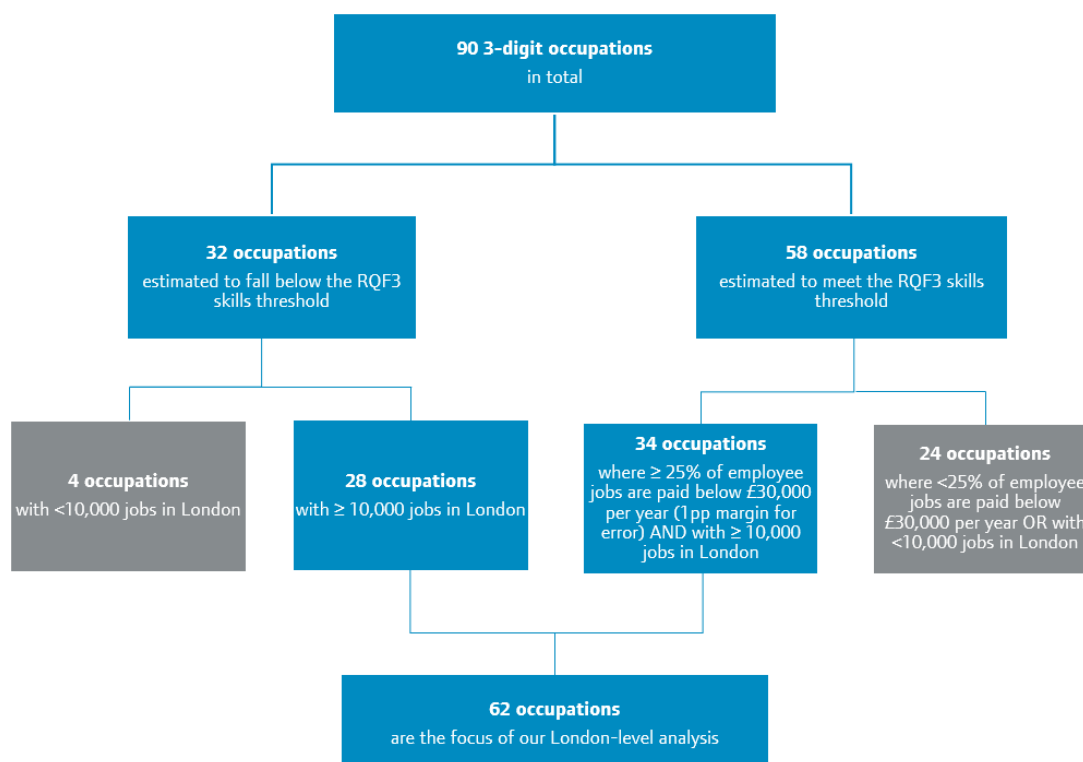 90 3-digit occupations
in total
32 occupations
estimated to fall below the RQF3
skills threshold
58 occupations
estimated to meet the RQF3 skills
threshold
4 occupations
with <10,000 jobs in London
28 occupations
with ≥ 10,000 jobs in London
34 occupations
where ≥ 25% of employee
jobs are paid below £30,000
per year (1pp margin for
error) AND with ≥ 10,000
jobs in London
24 occupations
where <25% of employee
jobs are paid below
£30,000 per year OR with
<10,000 jobs in London
62 occupations
are the focus of our London-level analysis